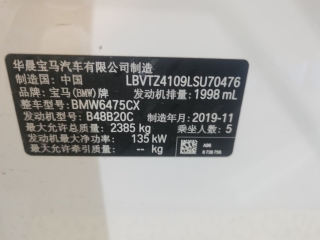 华晨宝马汽车有限公司制造
制造国：中国 LBVTZ4109LSU70476
品牌：宝马(BMW)牌 发动机排量：1998 mL
整车型号：BMW6475CX
发动机型号：B48B20C 制造年月：2019-11
最大允许总质量：2385 kg 乘坐人数：5
发动机最大净功率：135 kW
最大允许牵引质量：-- kg